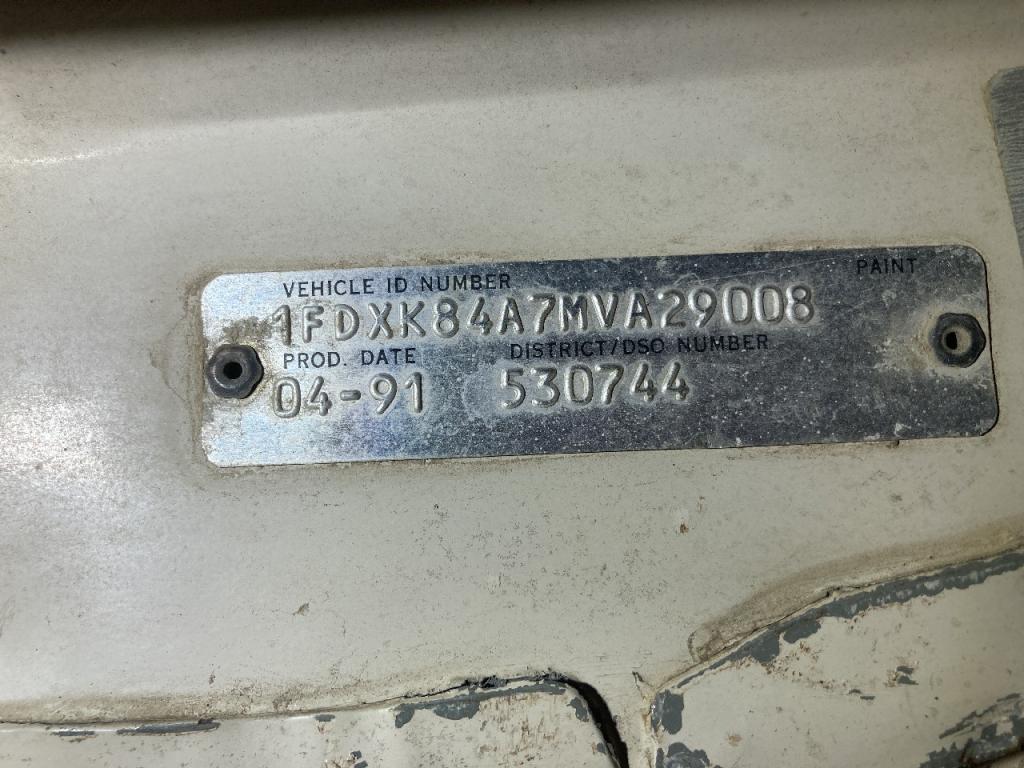 VEHICLE ID NUMBER PAINT
1FDXK84A7MVA29008
PROD. DATE DISTRICT/DSO NUMBER
04-91 530744